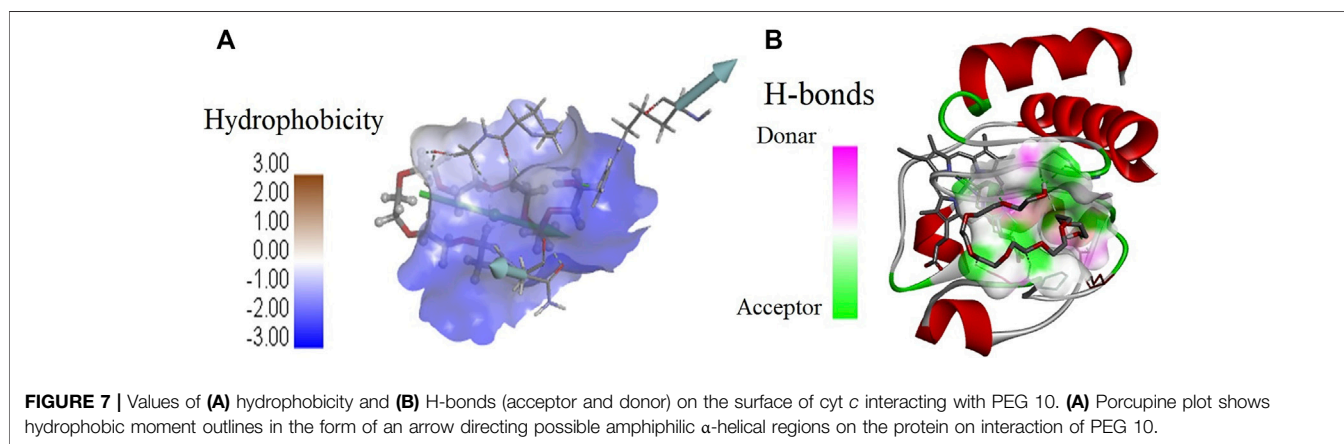 A
Hydrophobicity
3.00
2.00
1.00
0.00
-1.00
-2.00
-3.00
B
H-bonds
Donar
Acceptor
FIGURE 7 | Values of (A) hydrophobicity and (B) H-bonds (acceptor and donor) on the surface of cyt c interacting with PEG 10. (A) Porcupine plot shows
hydrophobic moment outlines in the form of an arrow directing possible amphiphilic α-helical regions on the protein on interaction of PEG 10.